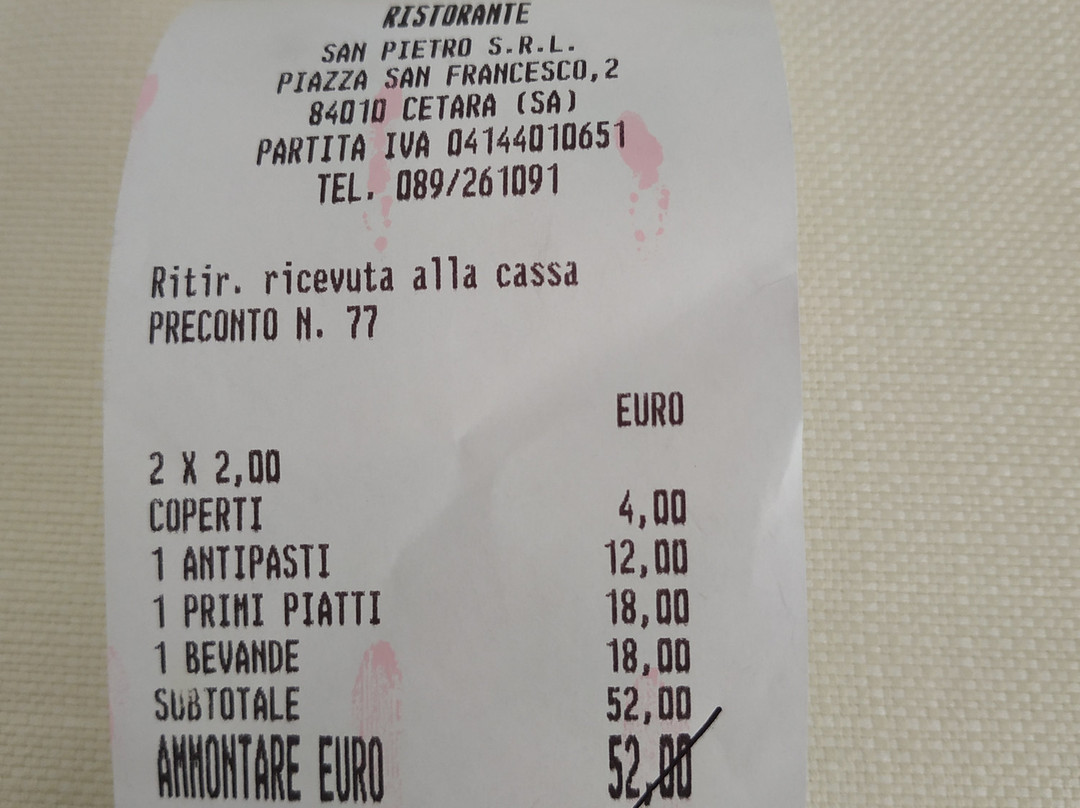 RISTORANTE
SAN PIETRO S.R.L.
PIAZZA SAN FRANCESCO,2
84010 CETARA (SA)
PARTITA IVA 04144010651
TEL. 089/261091
Ritir. ricevuta alla cassa
PRECONTO N. 77
EURO
2 X 2,00
COPERTI 4,00
1 ANTIPASTI 12,00
1 PRIMI PIATTI 18,00
1 BEVANDE 18,00
SUBTOTALE 52,00
AMMONTARE EURO 52,00